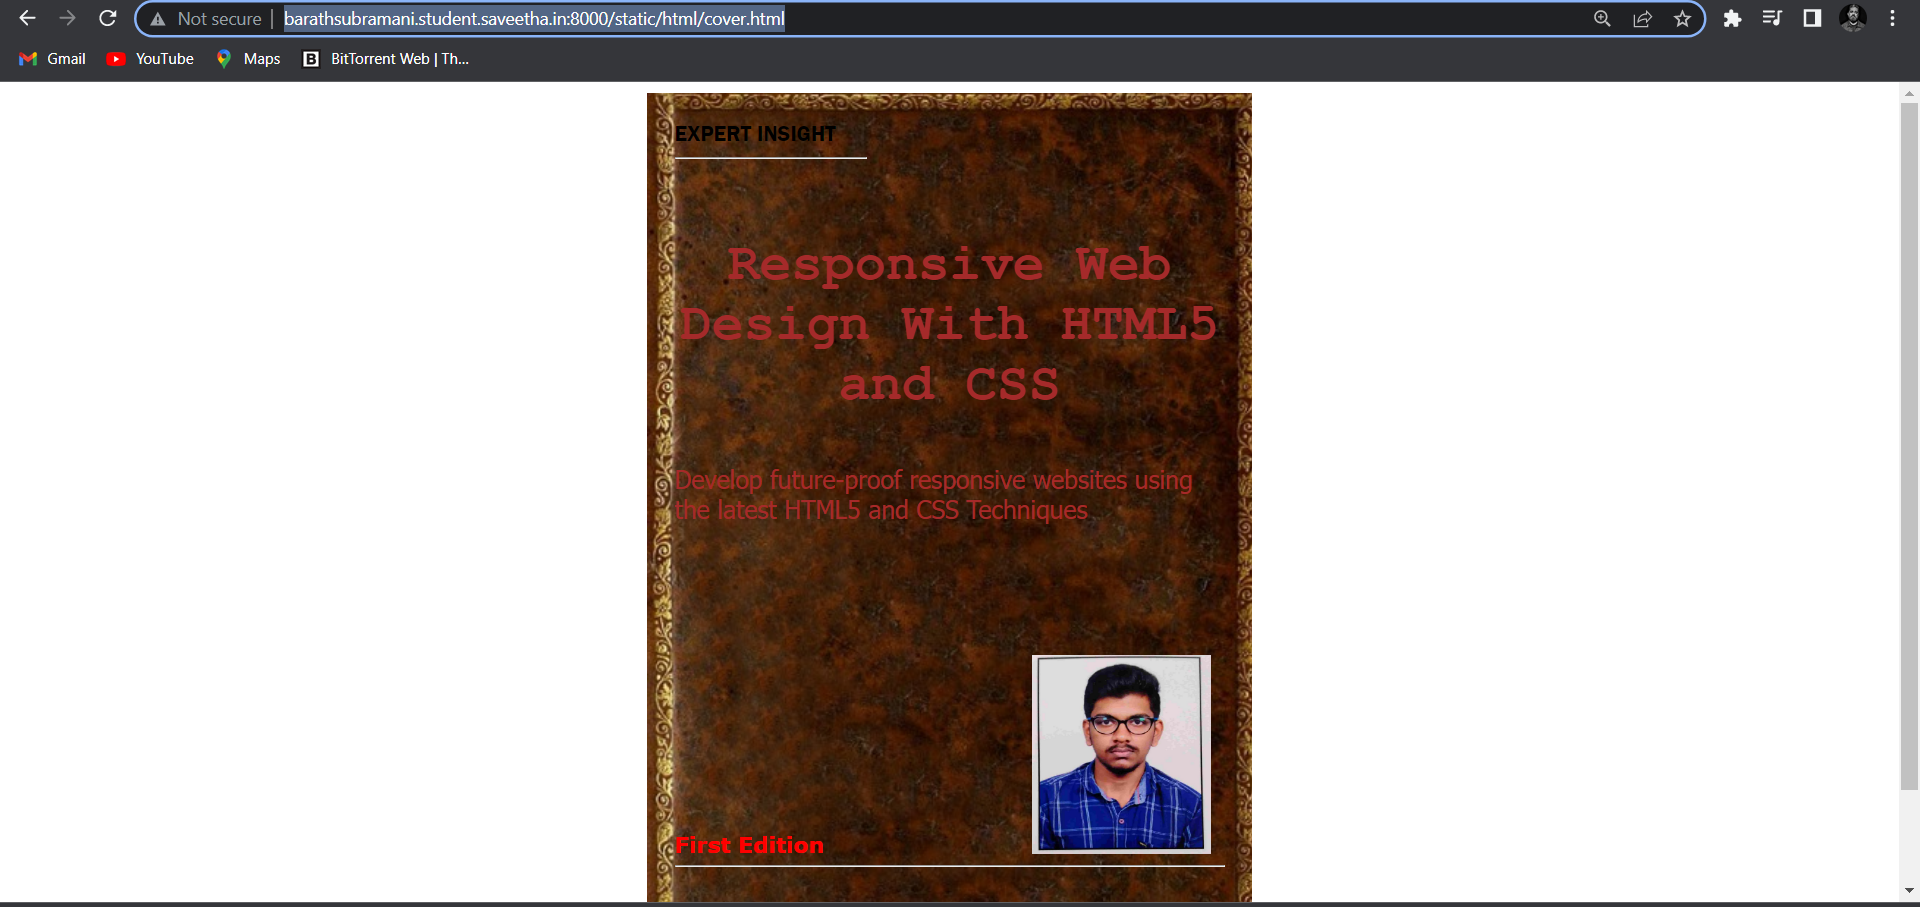 Not secure | barathsubramani.student.saveetha.in:8000/static/html/cover.html
Gmail YouTube Maps B BitTorrent Web | Th...
EXPERT INSIGHT
Responsive Web
Design With HTML5
and CSS
Develop future-proof responsive websites using
the latest HTML5 and CSS Techniques
First Edition